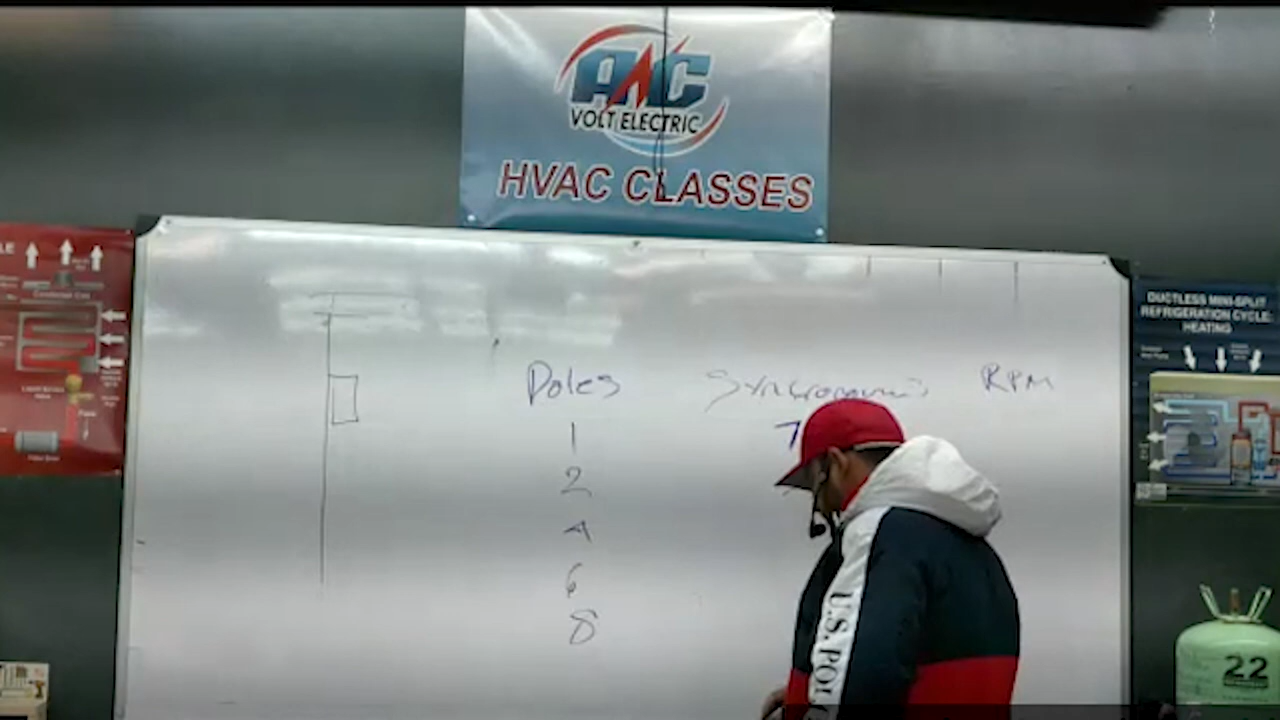 AAC
VOLT ELECTRIC
HVAC CLASSES
DUCTLESS MINI-SPLIT
REFRIGERATION CYCLE:
HEATING
Poles RPM
1 7
2
4
6
8
U.S. POL
22